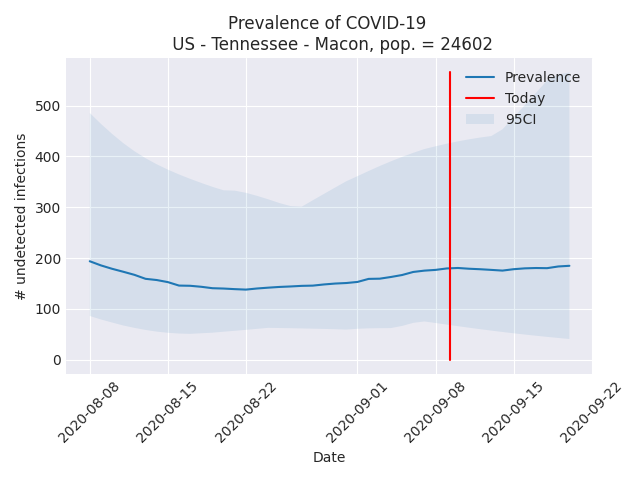 Prevalence of COVID-19
US - Tennessee - Macon, pop. = 24602
Prevalence
Today
95CI
# undetected infections
500
400
300
200
100
0
2020-08-08
2020-08-15
2020-08-22
2020-09-01
2020-09-08
2020-09-15
2020-09-22
Date